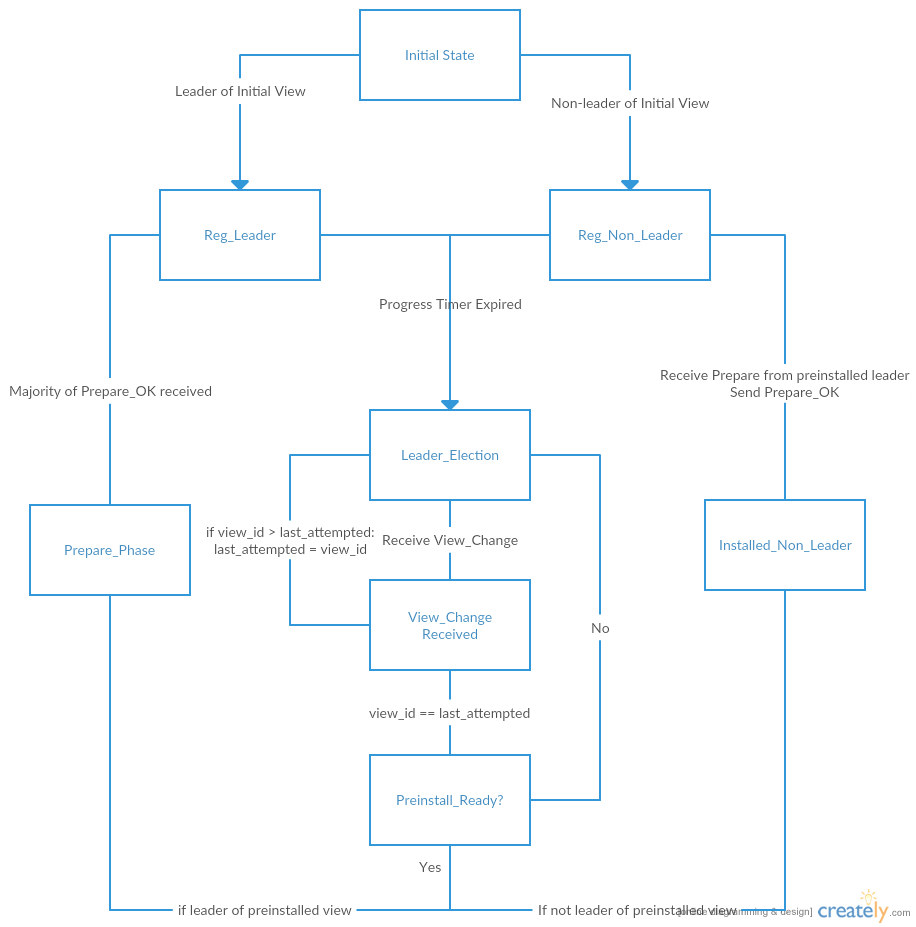 Initial State
Leader of Initial View
Non-leader of Initial View
Reg_Leader
Reg_Non_Leader
Progress Timer Expired
Majority of Prepare_OK received
Receive Prepare from preinstalled leader
Send Prepare_OK
Leader_Election
if view_id > last_attempted:
last_attempted = view_id
Receive View_Change
Prepare_Phase
Installed_Non_Leader
View_Change
Received
No
view_id == last_attempted
Preinstall_Ready?
Yes
if leader of preinstalled view
If not leader of preinstalled view
diagramming & design]
creately.com